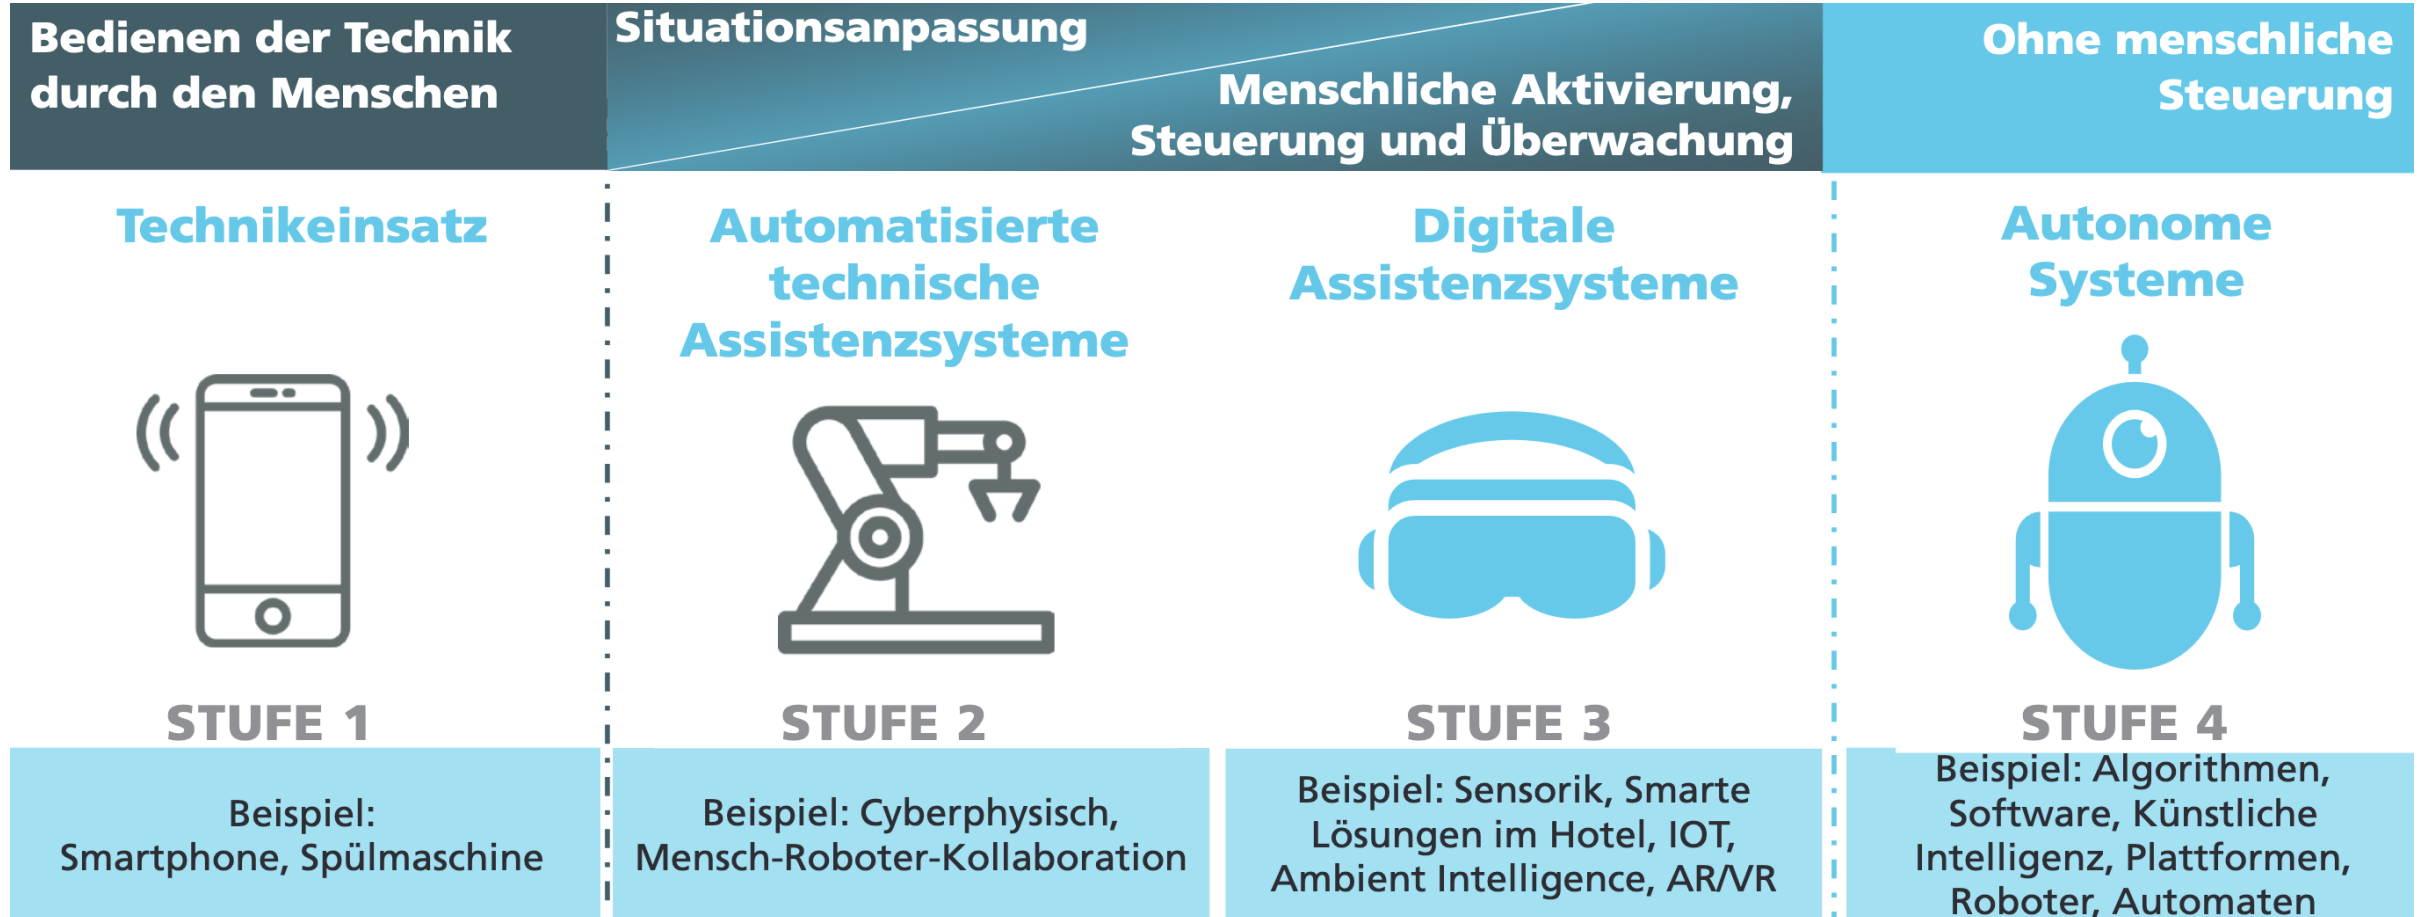 Bedienen der Technik
durch den Menschen
Situationsanpassung
Menschliche Aktivierung,
Steuerung und Überwachung
Ohne menschliche
Steuerung
Technikeinsatz
STUFE 1
Beispiel:
Smartphone, Spülmaschine
Automatisierte
technische
Assistenzsysteme
STUFE 2
Beispiel: Cyberphysisch,
Mensch-Roboter-Kollaboration
Digitale
Assistenzsysteme
STUFE 3
Beispiel: Sensorik, Smarte
Lösungen im Hotel, IOT,
Ambient Intelligence, AR/VR
Autonome
Systeme
STUFE 4
Beispiel: Algorithmen,
Software, Künstliche
Intelligenz, Plattformen,
Roboter, Automaten